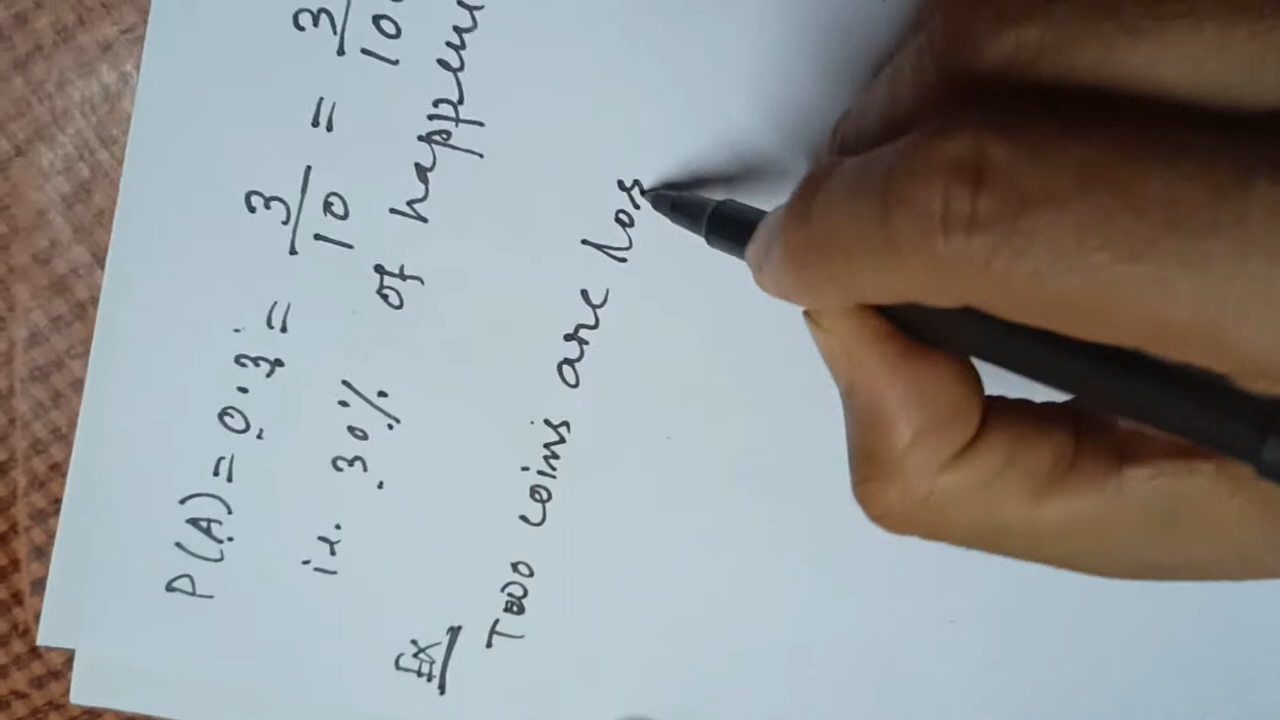 P(A) = 0.3 = 3/10 = 3/10
i.e. 30% of happen
Ex Two coins are tos